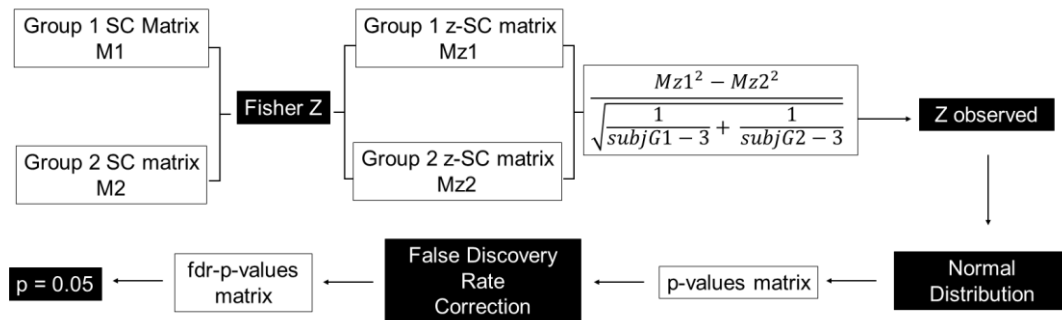 Group 1 SC Matrix
M1
Group 2 SC matrix
M2
Fisher Z
Group 1 z-SC matrix
Mz1
Group 2 z-SC matrix
Mz2
Mz1² − Mz2²
√ 1 / subjG1 − 3 + 1 / subjG2 − 3
Z observed
Normal
Distribution
p-values matrix
False Discovery
Rate
Correction
fdr-p-values
matrix
p = 0.05